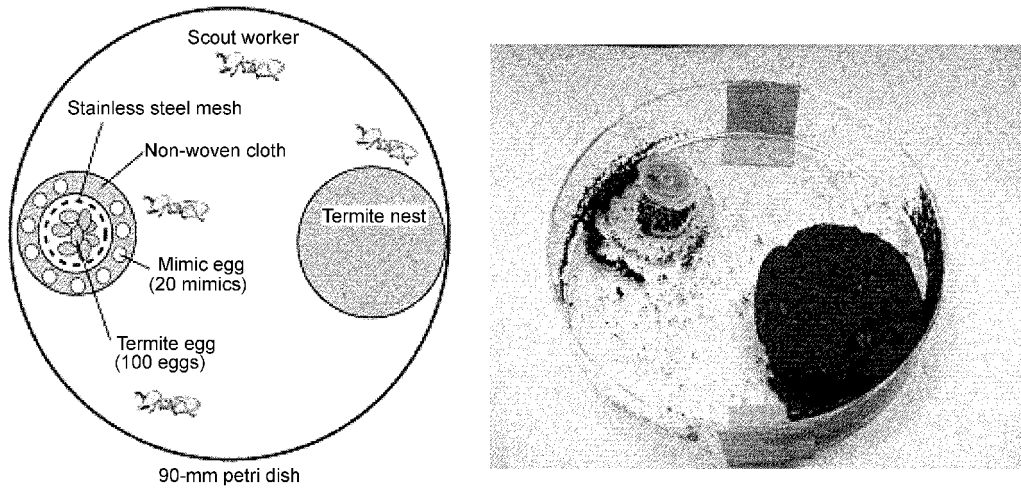 Scout worker
Stainless steel mesh
Non-woven cloth
Termite nest
Mimic egg
(20 mimics)
Termite egg
(100 eggs)
90-mm petri dish